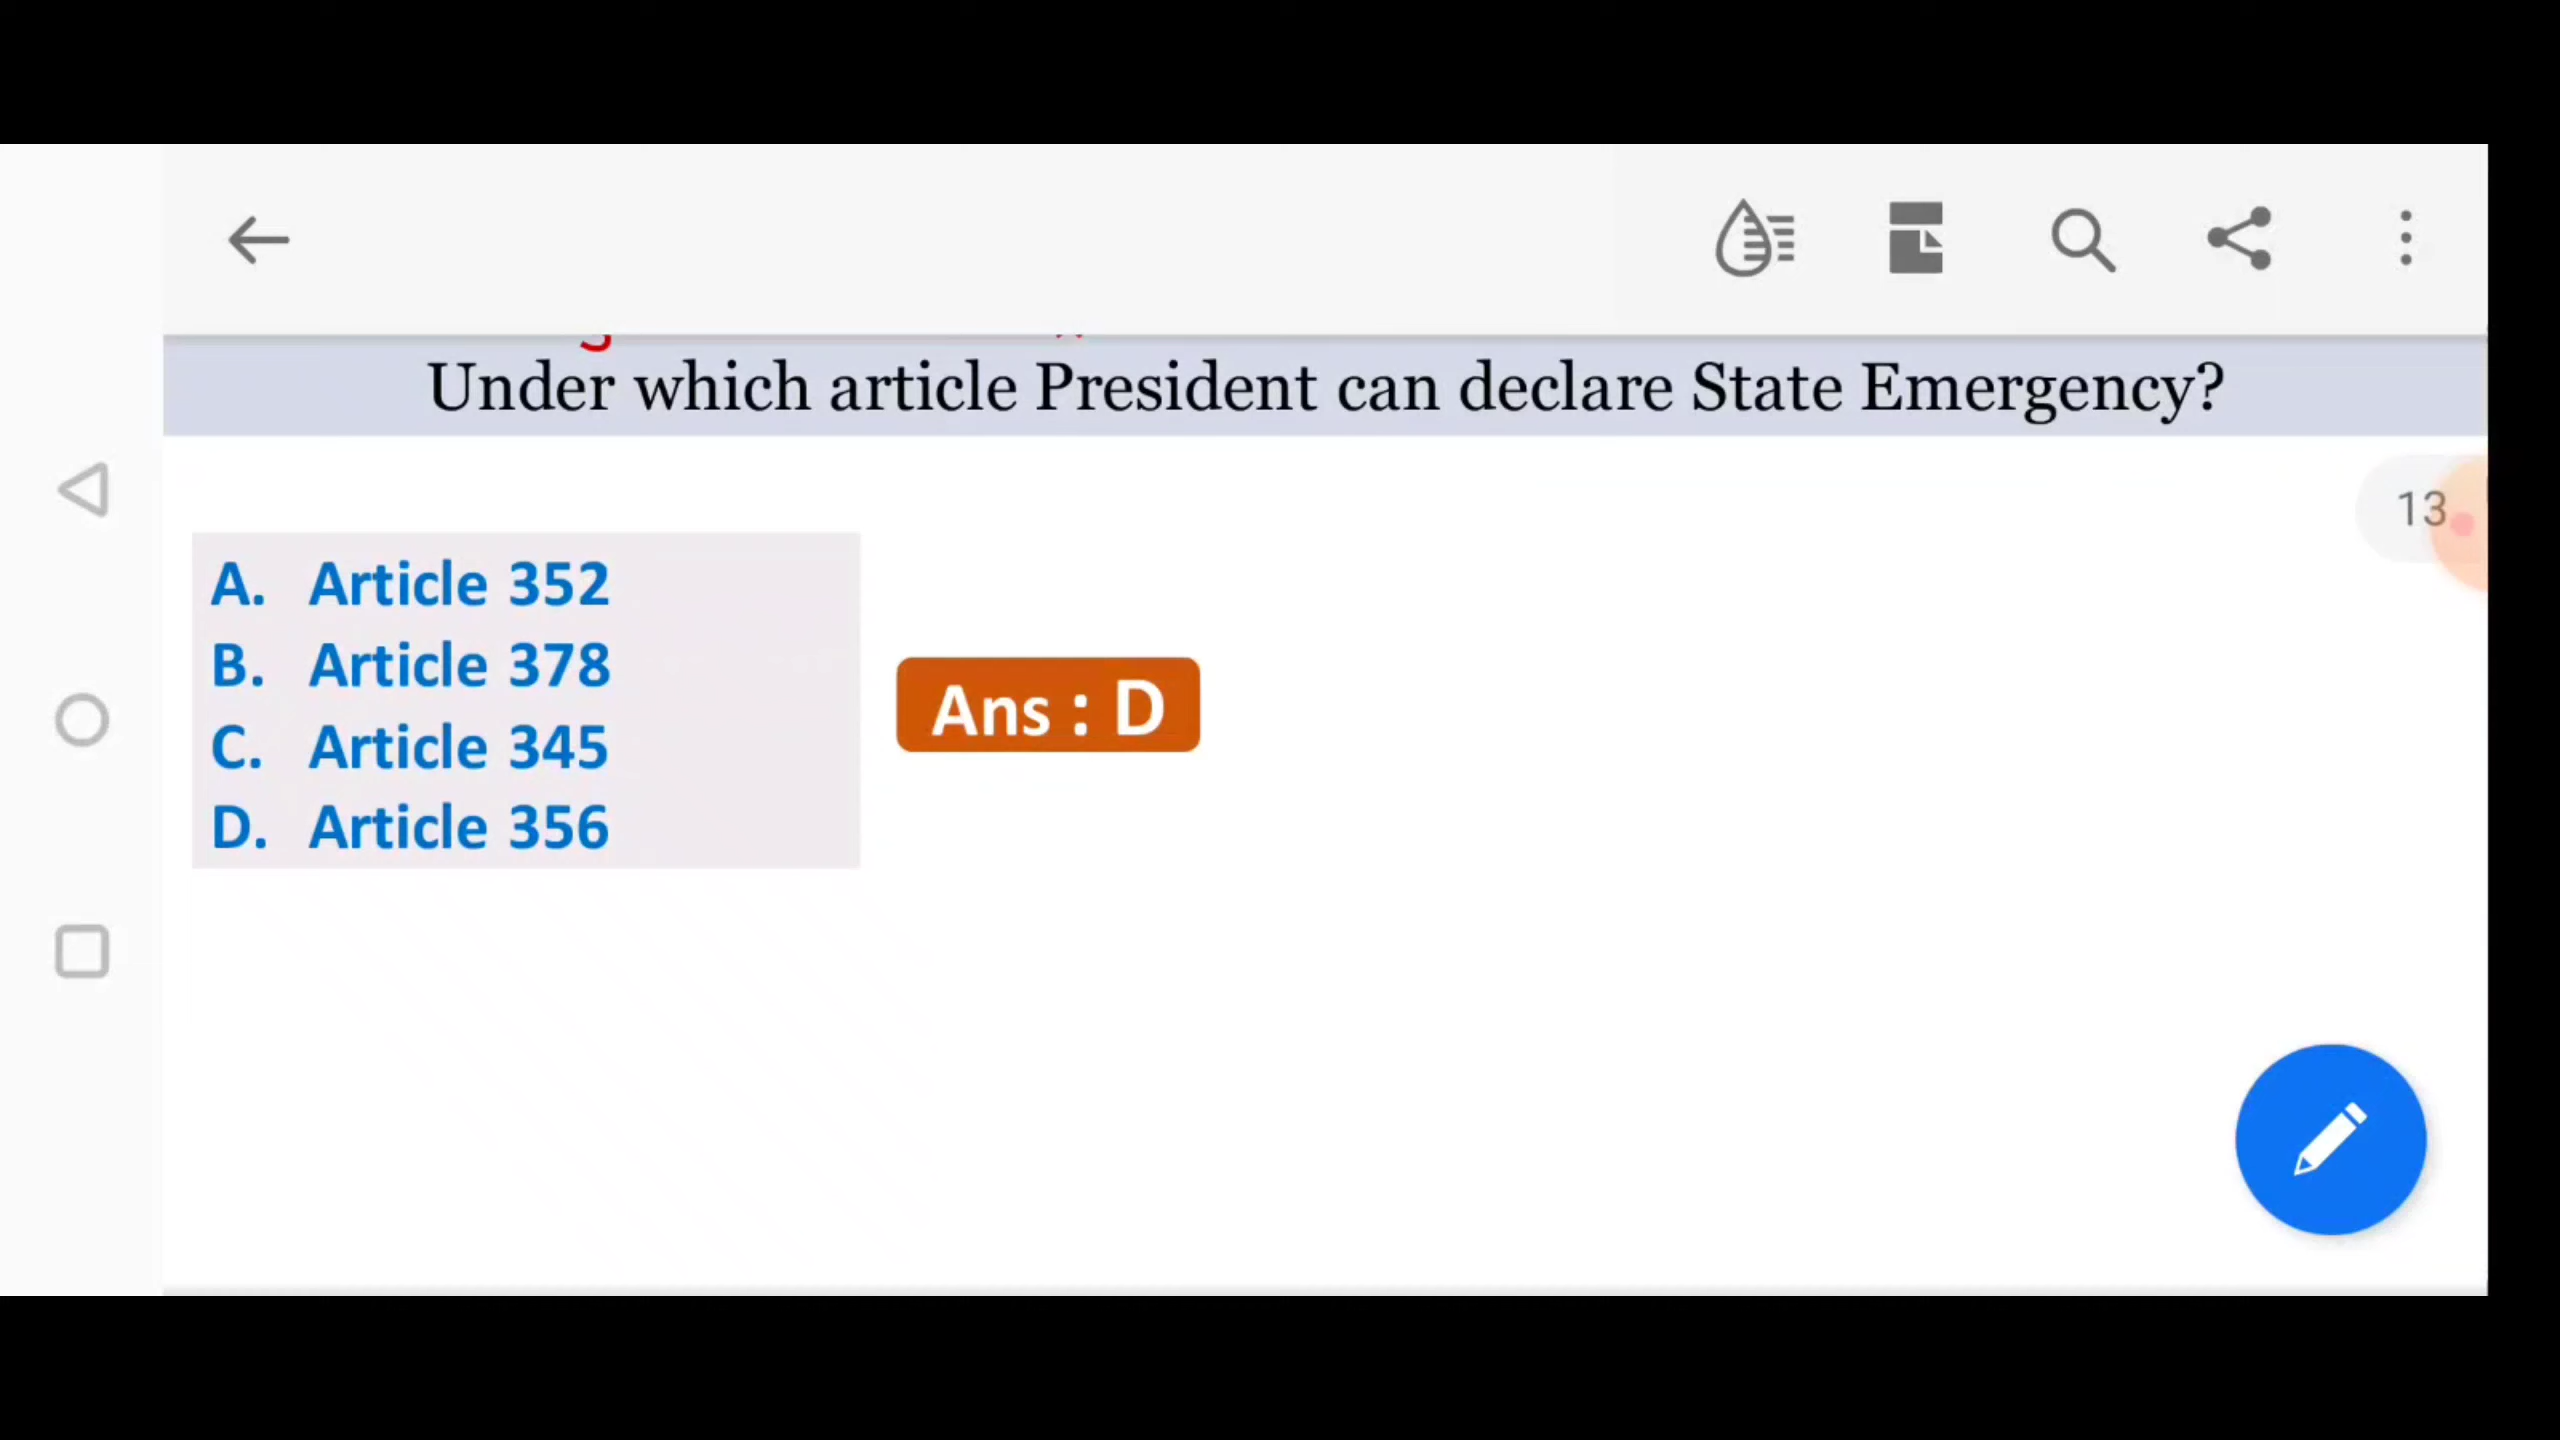 Under which article President can declare State Emergency?
13
A. Article 352
B. Article 378
C. Article 345
D. Article 356
Ans : D